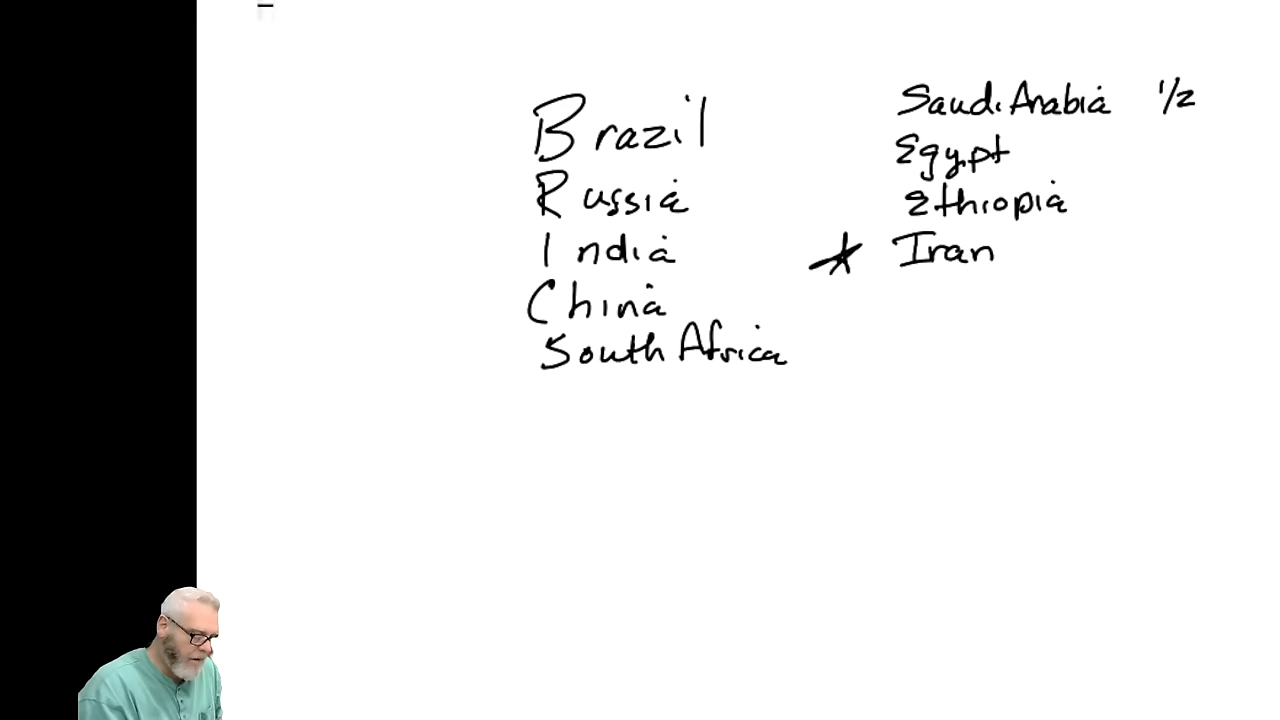 Brazil
Russia
India
China
South Africa
Saudi Arabia 1/2
Egypt
Ethiopia
Iran